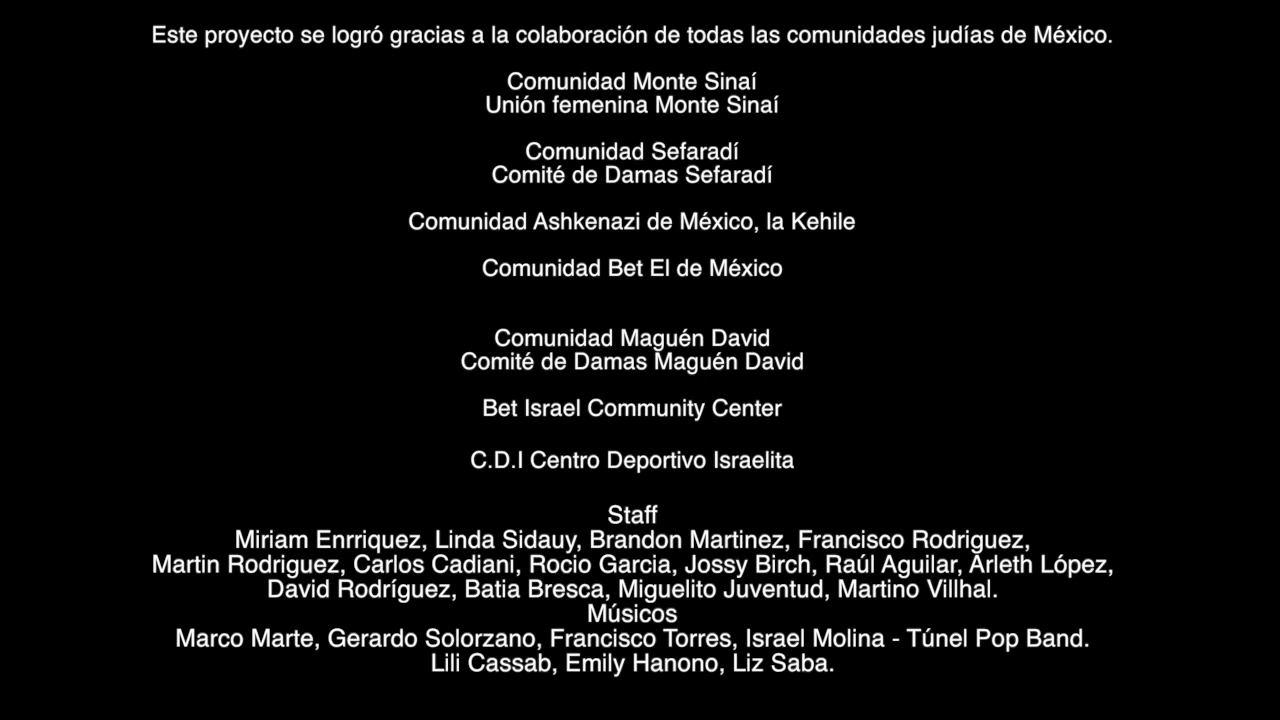 Este proyecto se logró gracias a la colaboración de todas las comunidades judías de México.
Comunidad Monte Sinaí
Unión femenina Monte Sinaí
Comunidad Sefaradí
Comité de Damas Sefaradí
Comunidad Ashkenazi de México, la Kehile
Comunidad Bet El de México
Comunidad Maguén David
Comité de Damas Maguén David
Bet Israel Community Center
C.D.I Centro Deportivo Israelita
Staff
Miriam Enrriquez, Linda Sidauy, Brandon Martinez, Francisco Rodriguez,
Martin Rodriguez, Carlos Cadiani, Rocio Garcia, Jossy Birch, Raúl Aguilar, Arleth López,
David Rodríguez, Batia Bresca, Miguelito Juventud, Martino Villhal.
Músicos
Marco Marte, Gerardo Solorzano, Francisco Torres, Israel Molina - Túnel Pop Band.
Lili Cassab, Emily Hanono, Liz Saba.